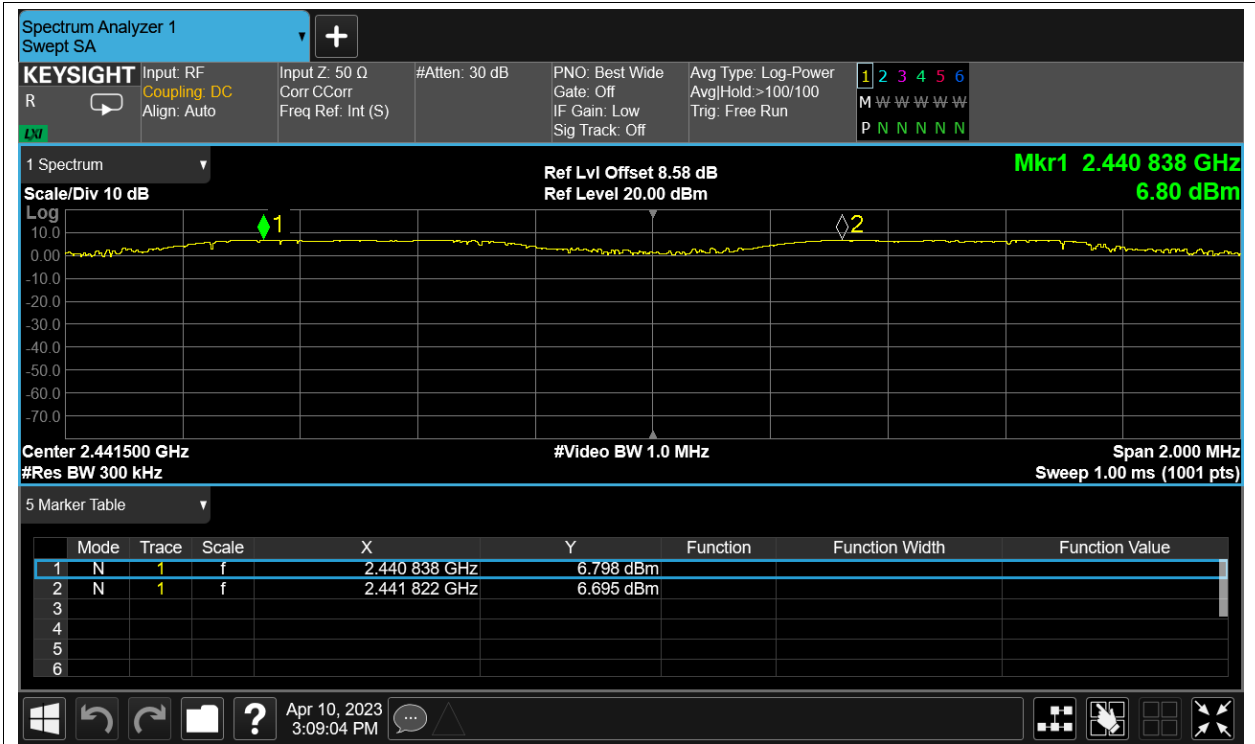 Spectrum Analyzer 1
Swept SA
KEYSIGHT Input: RF Input Z: 50 Ω #Atten: 30 dB PNO: Best Wide Avg Type: Log-Power 1 2 3 4 5 6
R Coupling: DC Corr CCorr Gate: Off Avg|Hold:>100/100 M W W W W W
Align: Auto Freq Ref: Int (S) IF Gain: Low Trig: Free Run
LXI Sig Track: Off P N N N N N
1 Spectrum Ref Lvl Offset 8.58 dB Mkr1 2.440 838 GHz
Scale/Div 10 dB Ref Level 20.00 dBm 6.80 dBm
Log
1 2
10.0
0.00
-10.0
-20.0
-30.0
-40.0
-50.0
-60.0
-70.0
Center 2.441500 GHz #Video BW 1.0 MHz Span 2.000 MHz
#Res BW 300 kHz Sweep 1.00 ms (1001 pts)
5 Marker Table
Mode Trace Scale X Y Function Function Width Function Value
1 N 1 f 2.440 838 GHz 6.798 dBm
2 N 1 f 2.441 822 GHz 6.695 dBm
3
4
5
6
? Apr 10, 2023
3:09:04 PM